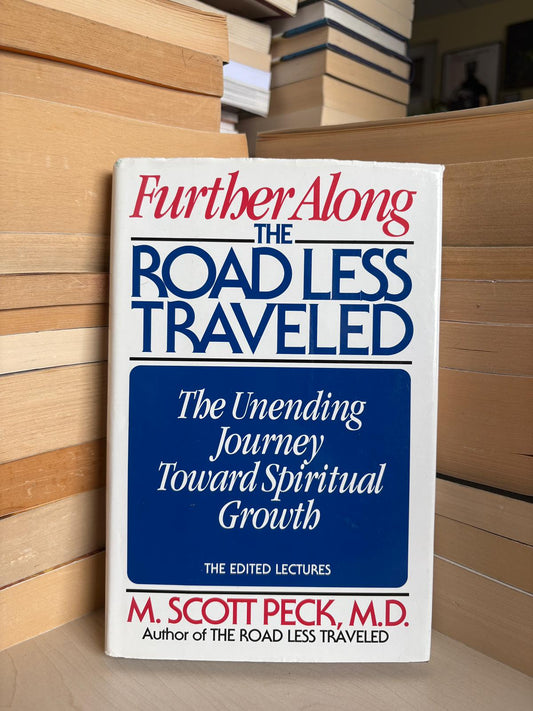 Further Along
THE
ROAD LESS
TRAVELED
The Unending
Journey
Toward Spiritual
Growth
THE EDITED LECTURES
M. SCOTT PECK, M.D.
Author of THE ROAD LESS TRAVELED